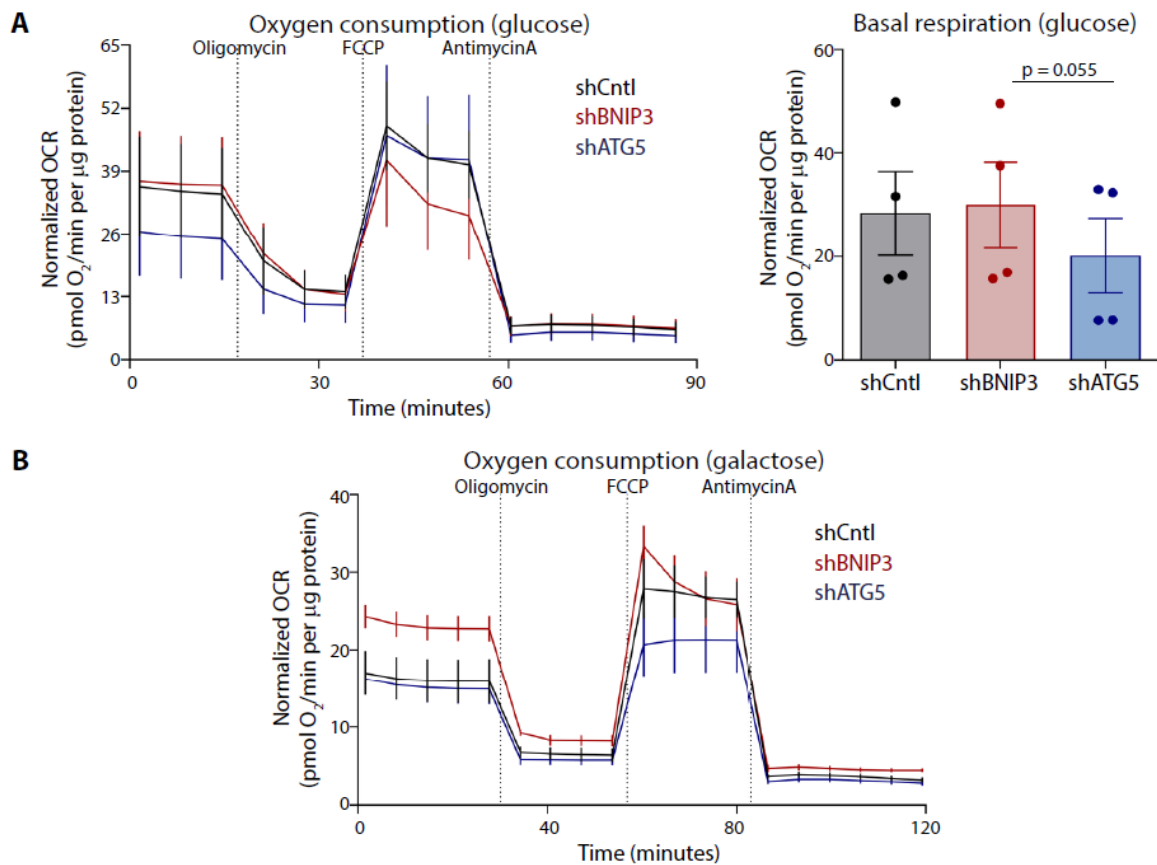 A
Oxygen consumption (glucose)
Oligomycin FCCP AntimycinA
shCntl
shBNIP3
shATG5
Normalized OCR
(pmol O₂/min per μg protein)
65
52
39
26
13
0
0 30 60 90
Time (minutes)
Basal respiration (glucose)
p = 0.055
Normalized OCR
(pmol O₂/min per μg protein)
60
40
20
0
shCntl shBNIP3 shATG5
B
Oxygen consumption (galactose)
Oligomycin FCCP AntimycinA
shCntl
shBNIP3
shATG5
Normalized OCR
(pmol O₂/min per μg protein)
40
30
20
10
0
0 40 80 120
Time (minutes)